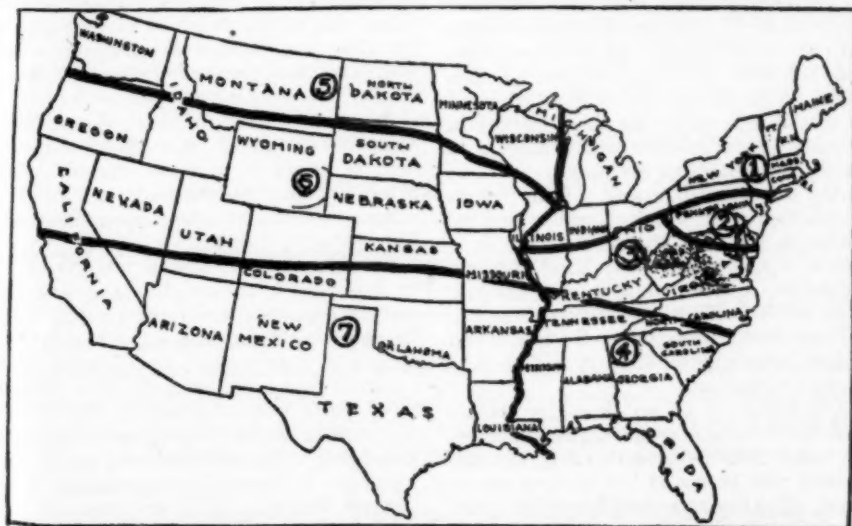 WASHINGTON
MONTANA
⑤
NORTH DAKOTA
MINNESOTA
MICHIGAN
MAINE
IDAHO
OREGON
WYOMING
SOUTH DAKOTA
WISCONSIN
NEW YORK
①
MASS
⑥
NEVADA
NEBRASKA
IOWA
②
CALIFORNIA
UTAH
ILLINOIS
INDIANA
OHIO
③
KANSAS
COLORADO
MISSOURI
KENTUCKY
ARIZONA
NEW MEXICO
⑦
OKLAHOMA
ARKANSAS
TENNESSEE
CAROLINA
SOUTH CAROLINA
④
ALABAMA
GEORGIA
TEXAS
LOUISIANA
FLORIDA